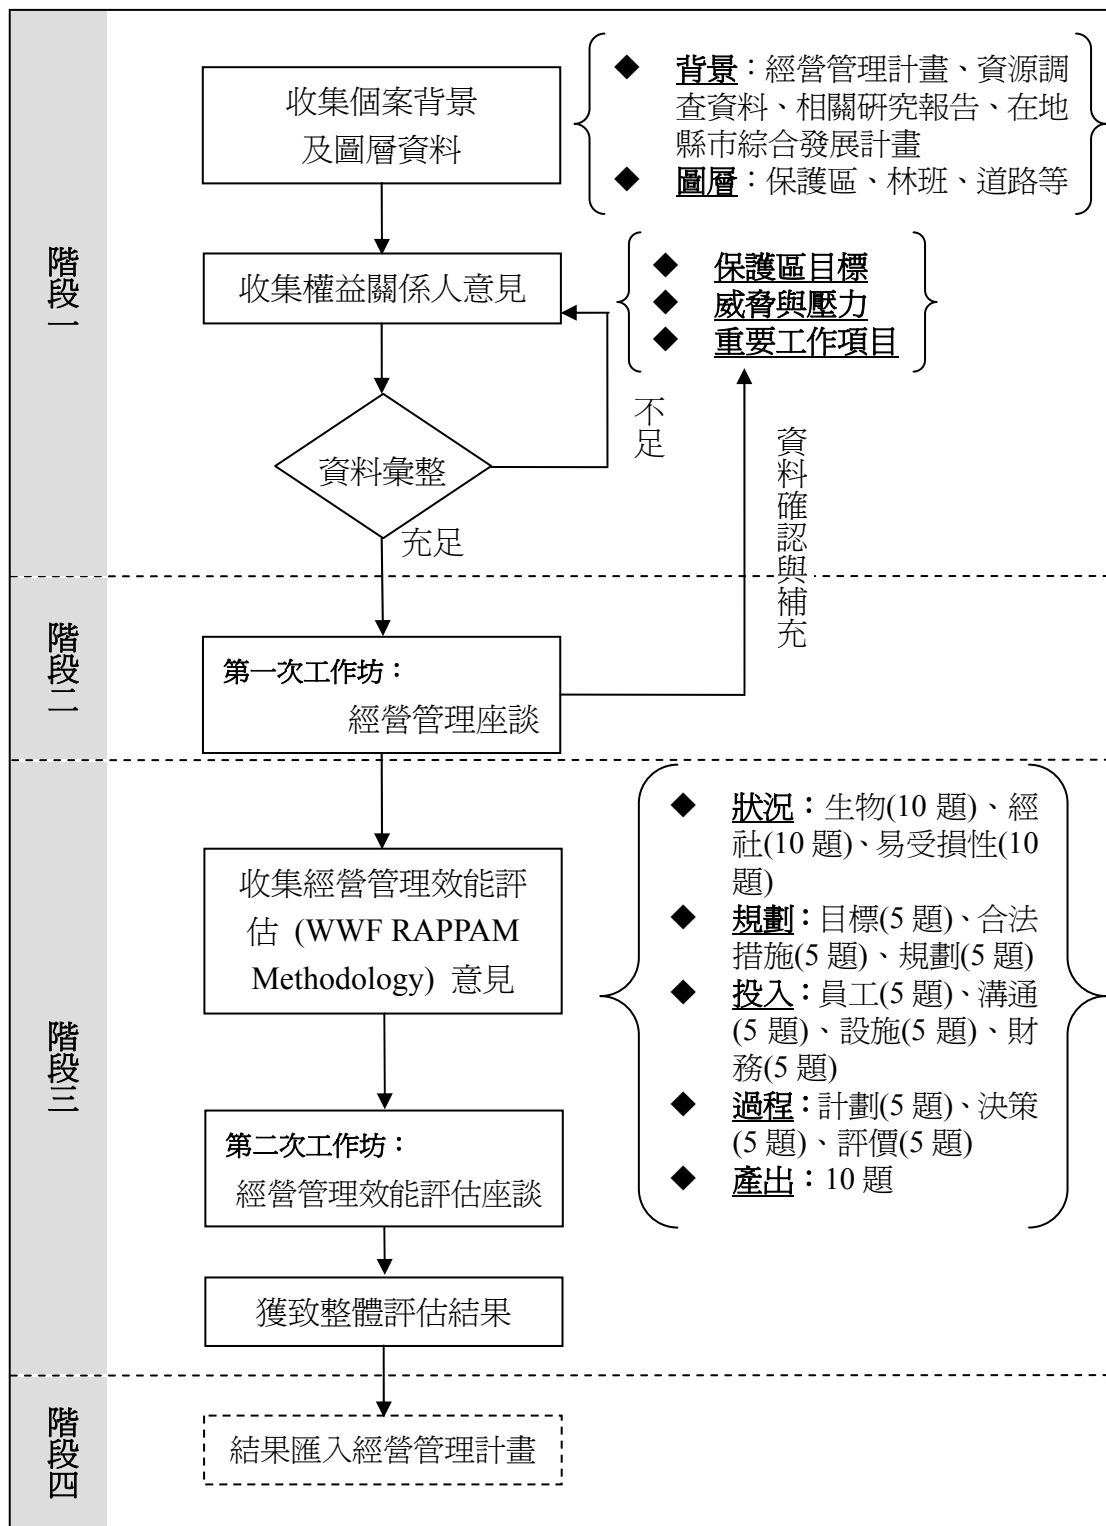 階段一
收集個案背景
及圖層資料
◆ 背景：經營管理計畫、資源調
查資料、相關研究報告、在地
縣市綜合發展計畫
◆ 圖層：保護區、林班、道路等
收集權益關係人意見
◆ 保護區目標
◆ 威脅與壓力
◆ 重要工作項目
不足
資料彙整
充足
資料確認與補充
階段二
第一次工作坊：
經營管理座談
階段三
收集經營管理效能評
估 (WWF RAPPAM
Methodology) 意見
◆ 狀況：生物(10 題)、經
社(10 題)、易受損性(10
題)
◆ 規劃：目標(5 題)、合法
措施(5 題)、規劃(5 題)
◆ 投入：員工(5 題)、溝通
(5 題)、設施(5 題)、財
務(5 題)
◆ 過程：計劃(5 題)、決策
(5 題)、評價(5 題)
◆ 產出：10 題
第二次工作坊：
經營管理效能評估座談
獲致整體評估結果
階段四
結果匯入經營管理計畫